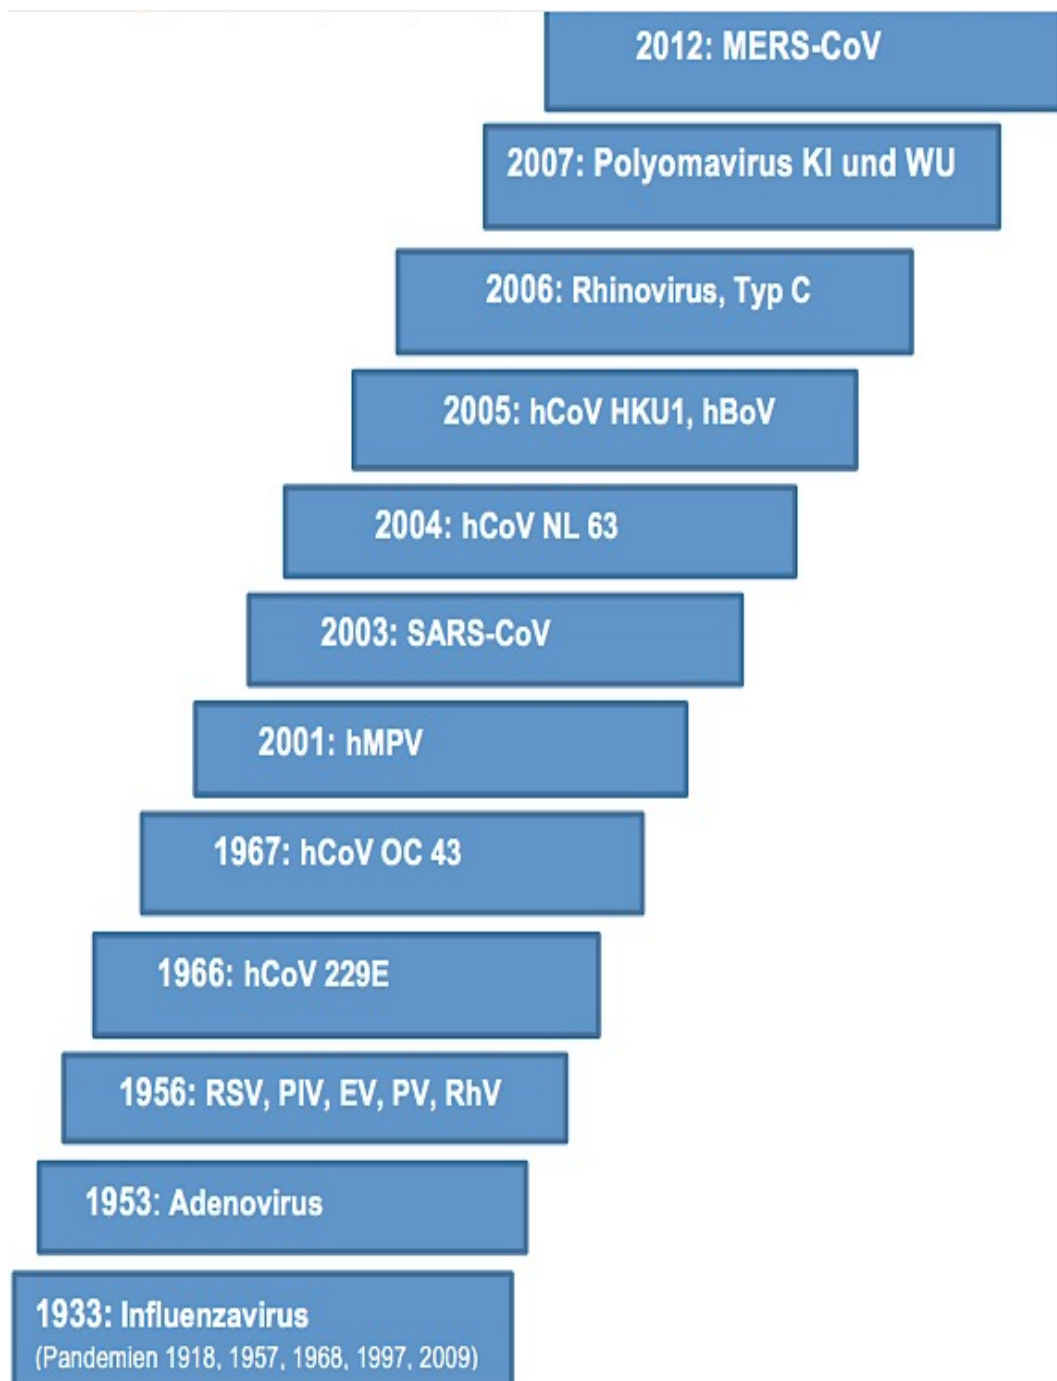 2012: MERS-CoV
2007: Polyomavirus KI und WU
2006: Rhinovirus, Typ C
2005: hCoV HKU1, hBoV
2004: hCoV NL 63
2003: SARS-CoV
2001: hMPV
1967: hCoV OC 43
1966: hCoV 229E
1956: RSV, PIV, EV, PV, RhV
1953: Adenovirus
1933: Influenzavirus
(Pandemien 1918, 1957, 1968, 1997, 2009)